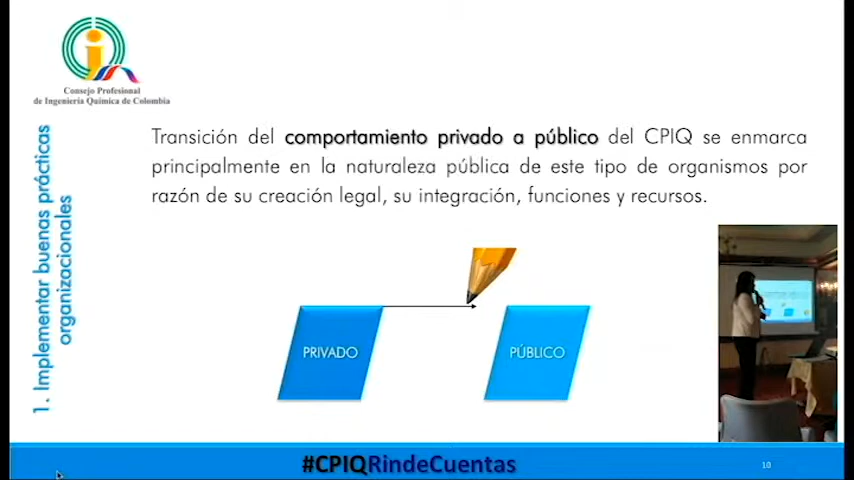 Consejo Profesional
de Ingeniería Química de Colombia
1. Implementar buenas prácticas
organizacionales
Transición del comportamiento privado a público del CPIQ se enmarca
principalmente en la naturaleza pública de este tipo de organismos por
razón de su creación legal, su integración, funciones y recursos.
PRIVADO
PÚBLICO
#CPIQRindeCuentas
10